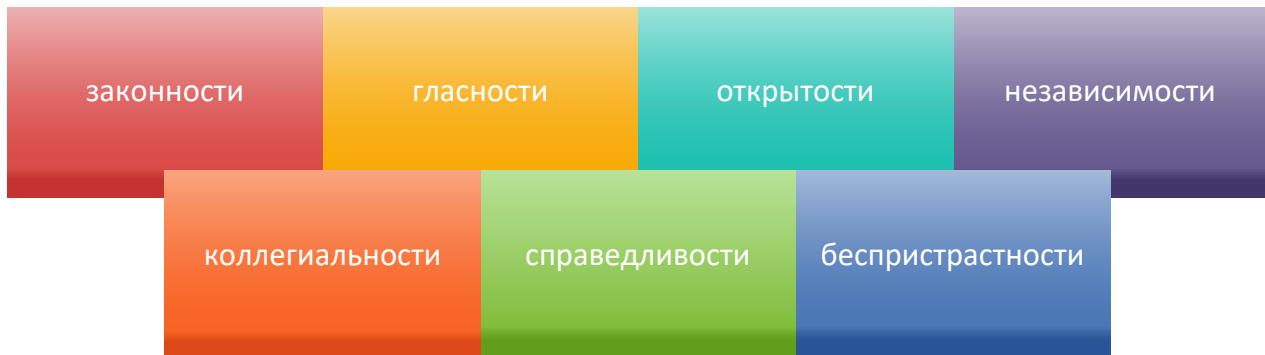 законности
гласности
открытости
независимости
коллегиальности
справедливости
беспристрастности